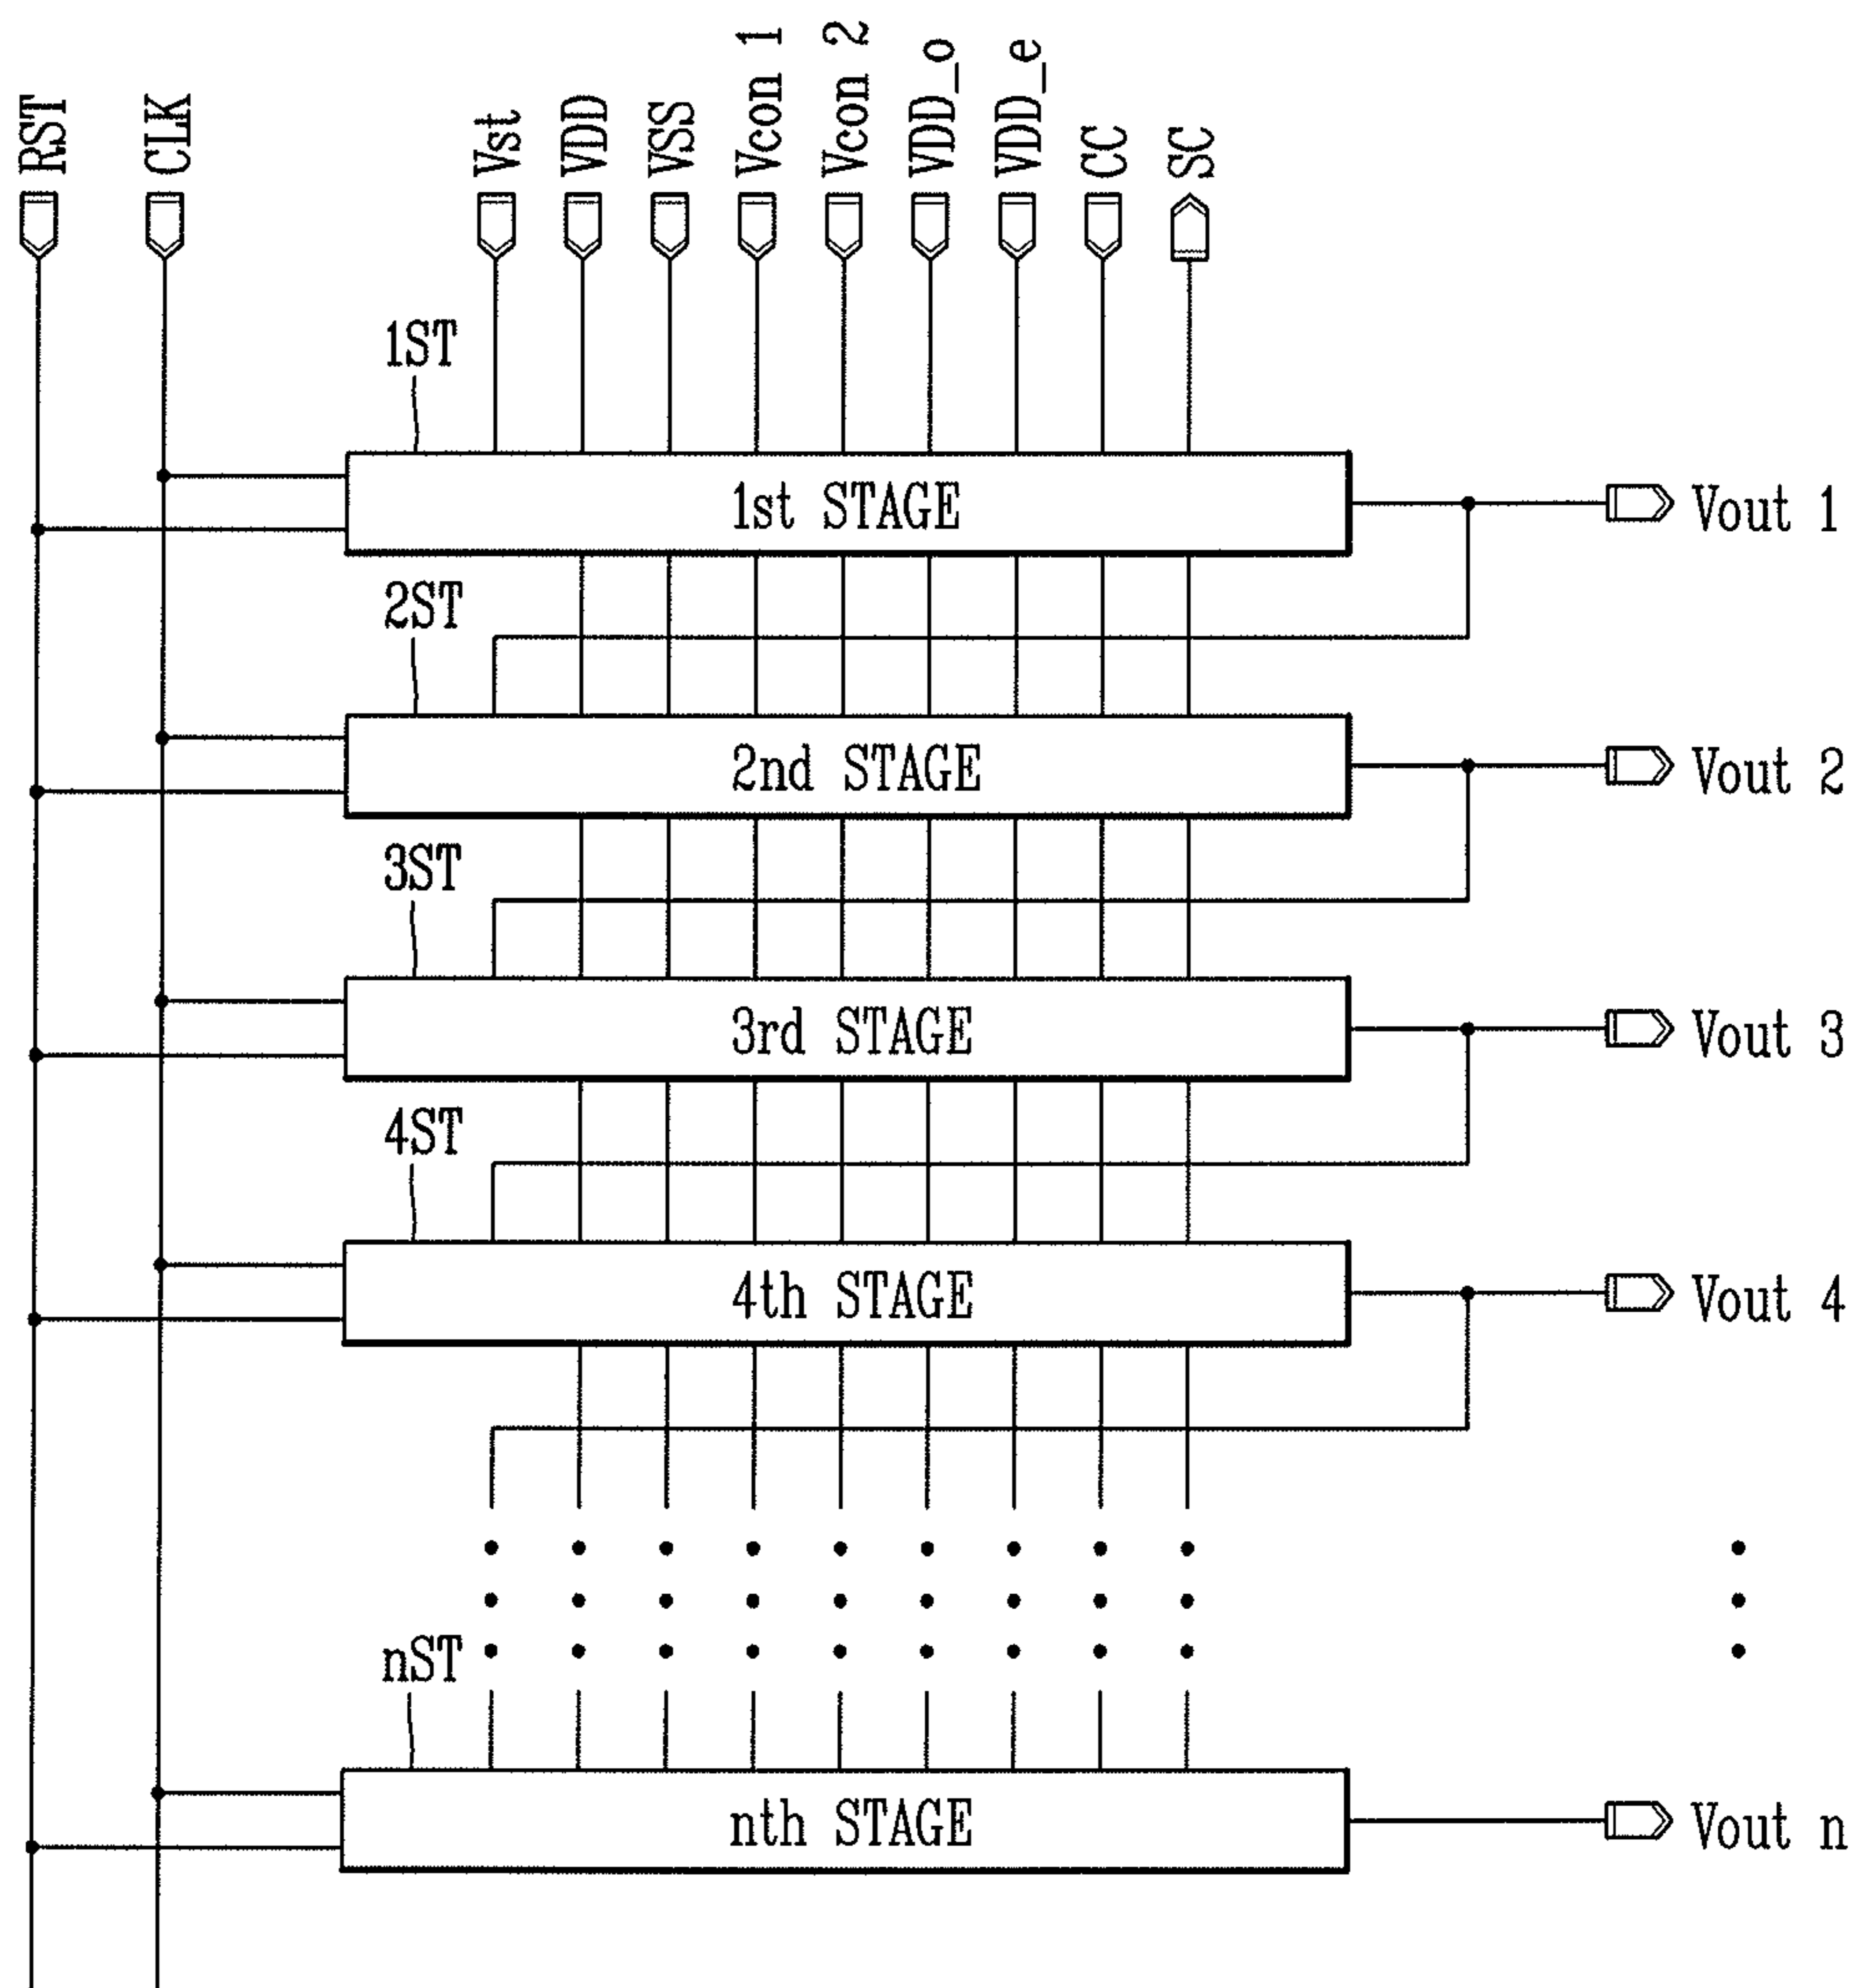 RST
CLK
Vst
VDD
VSS
Vcon 1
Vcon 2
VDD_o
VDD_e
CC
SC
1ST
1st STAGE
Vout 1
2ST
2nd STAGE
Vout 2
3ST
3rd STAGE
Vout 3
4ST
4th STAGE
Vout 4
nST
nth STAGE
Vout n